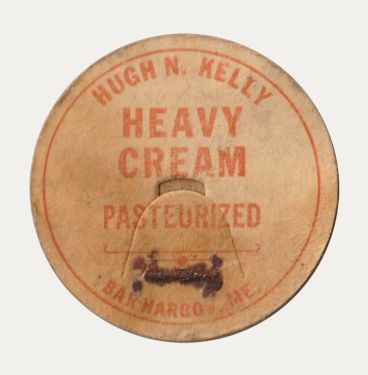 HUGH N. KELLY
HEAVY
CREAM
PASTEURIZED
BAR HARBOR, ME.